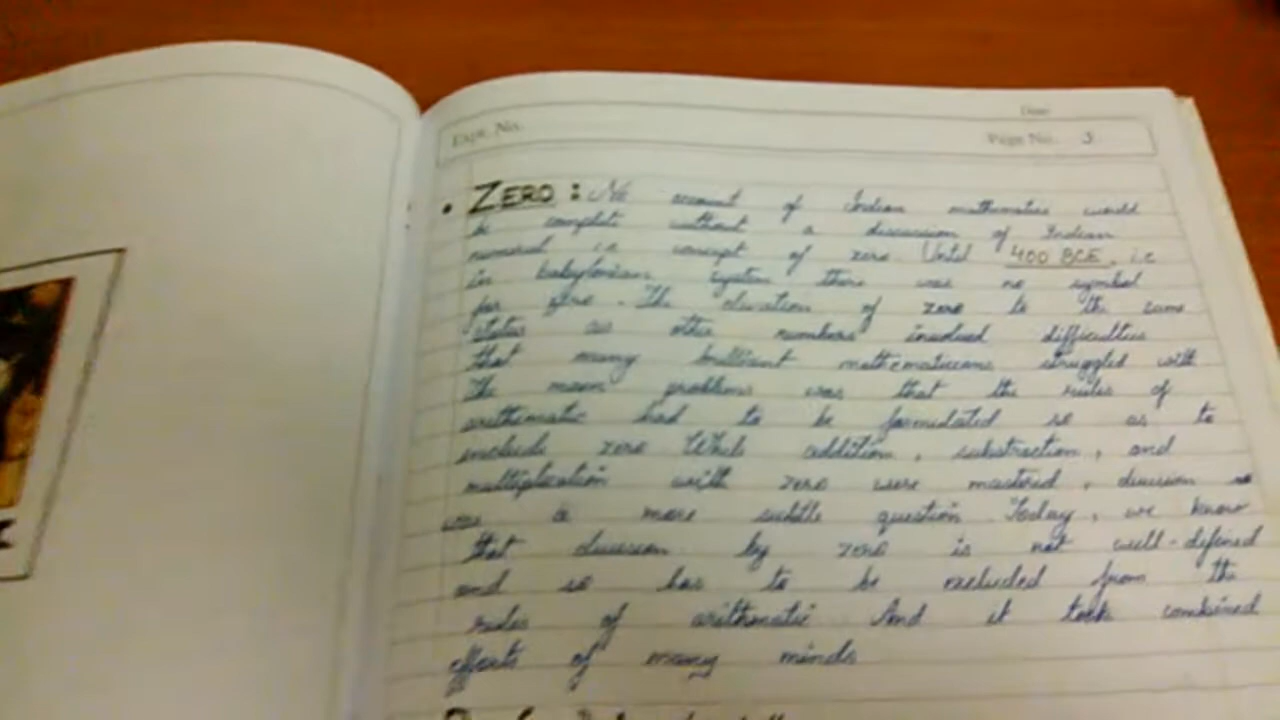 Expt. No.
Date
Page No. 3
• ZERO : No account of Indian mathematics would
be complete without a discussion of Indian
numeral i.e concept of zero Until 400 BCE, i.e
in babylonian system there was no symbol
for zero. The elevation of zero to the same
status as other numbers involved difficulties
that many brilliant mathematicians struggled with
The main problem was that the rules of
arithmatic had to be formulated so as to
include zero While addition, substraction, and
multiplication with zero were mastered, division
was a more subtle question. Today, we know
that division by zero is not well-defined
and so has to be excluded from the
rules of arithmatic And it took combined
efforts of many minds